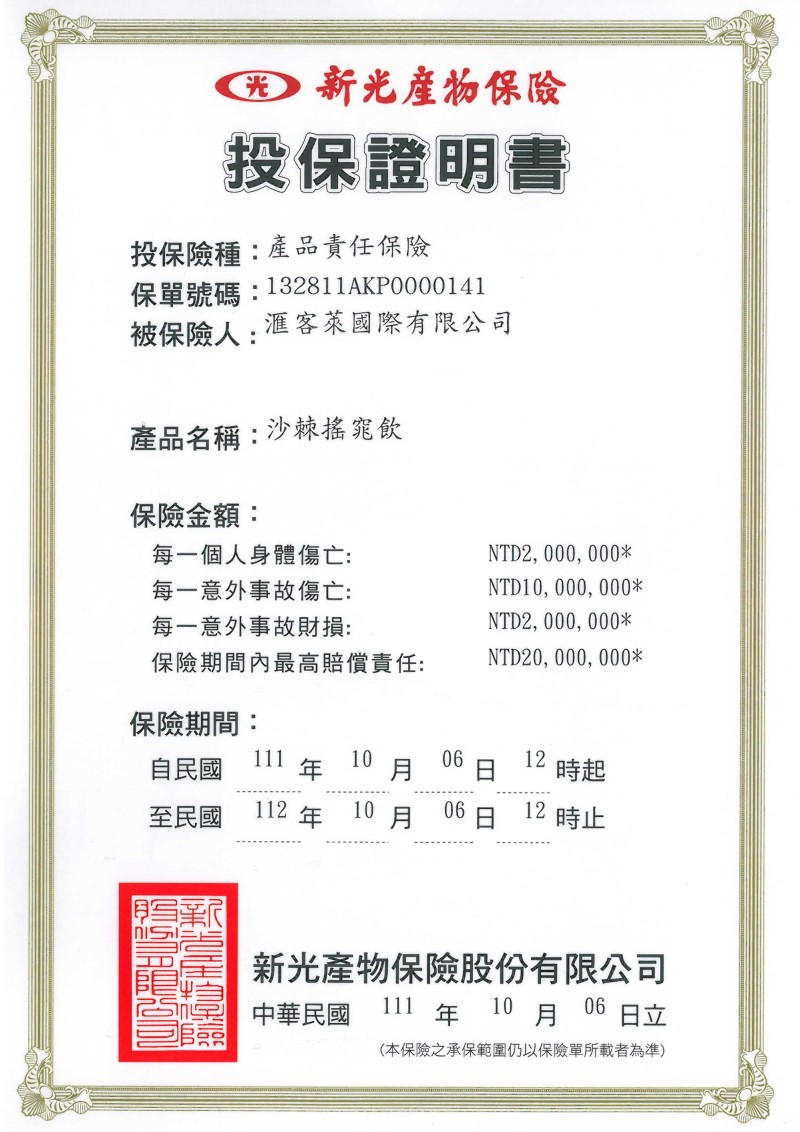 光 新光產物保險
投保證明書
投保險種：產品責任保險
保單號碼：132811AKP0000141
被保險人：滙客萊國際有限公司
產品名稱：沙棘搖窕飲
保險金額：
每一個人身體傷亡: NTD2,000,000*
每一意外事故傷亡: NTD10,000,000*
每一意外事故財損: NTD2,000,000*
保險期間內最高賠償責任: NTD20,000,000*
保險期間：
自民國 111 年 10 月 06 日 12 時起
至民國 112 年 10 月 06 日 12 時止
新光產物保險股份有限公司
新光產物保險股份有限公司
中華民國 111 年 10 月 06 日立
(本保險之承保範圍仍以保險單所載者為準)